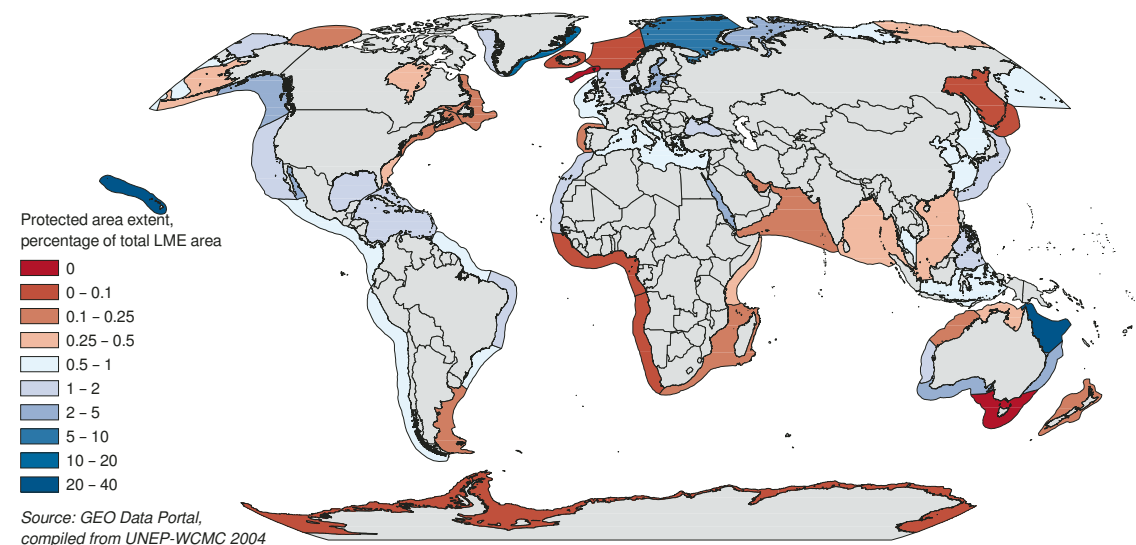 Protected area extent,
percentage of total LME area
0
0 – 0.1
0.1 – 0.25
0.25 – 0.5
0.5 – 1
1 – 2
2 – 5
5 – 10
10 – 20
20 – 40
Source: GEO Data Portal,
compiled from UNEP-WCMC 2004